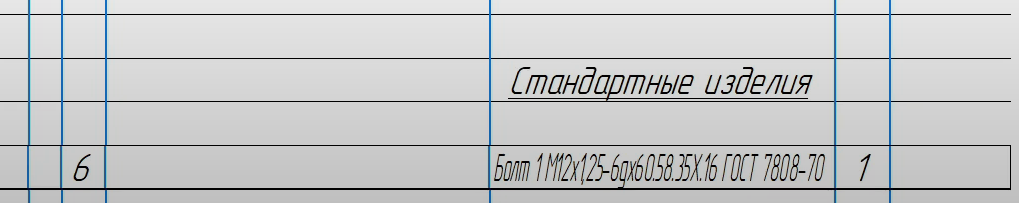 Стандартные изделия
6 Болт 1 М12х1,25-6gх60.58.35Х.16 ГОСТ 7808-70 1